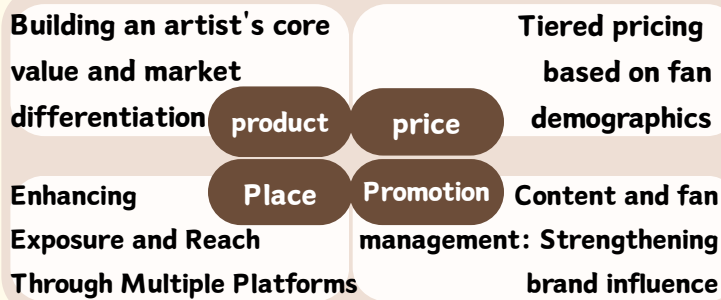 Building an artist's core
value and market
differentiation
product
Tiered pricing
based on fan
demographics
price
Place
Enhancing
Exposure and Reach
Through Multiple Platforms
Promotion
Content and fan
management: Strengthening
brand influence